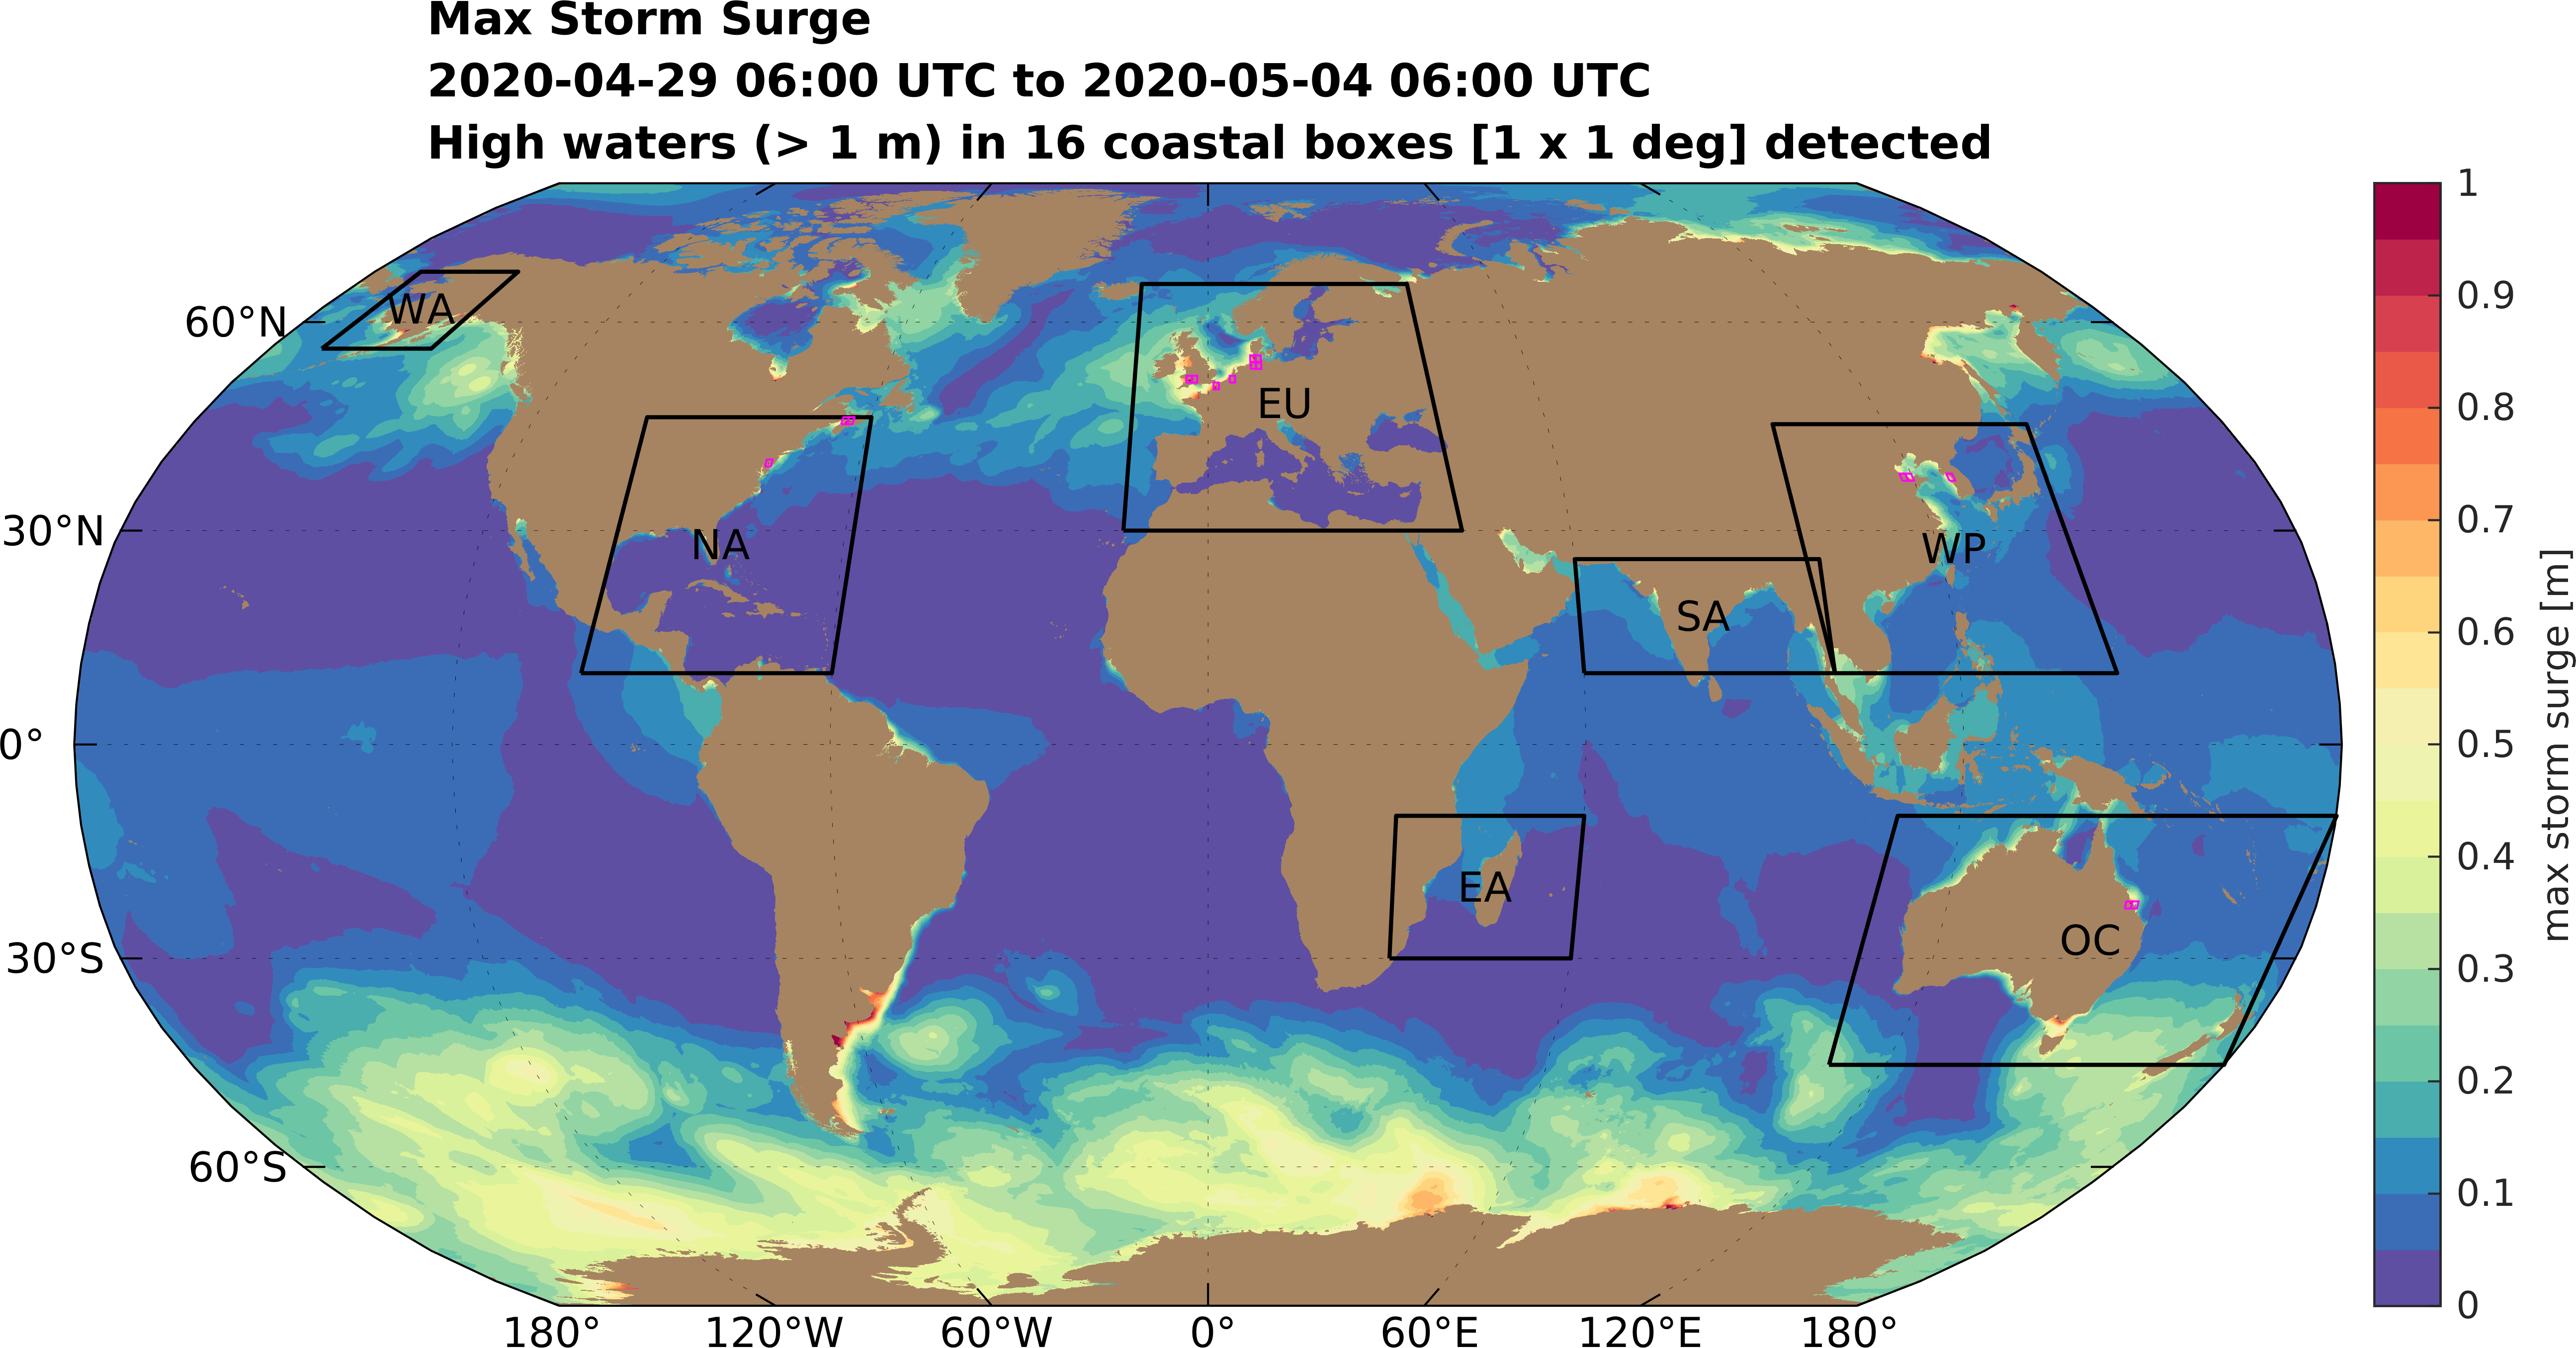 Max Storm Surge
2020-04-29 06:00 UTC to 2020-05-04 06:00 UTC
High waters (> 1 m) in 16 coastal boxes [1 x 1 deg] detected
60°N
30°N
0°
30°S
60°S
WA
EU
NA
WP
SA
EA
OC
180°
120°W
60°W
0°
60°E
120°E
180°
1
0.9
0.8
0.7
0.6
0.5
0.4
0.3
0.2
0.1
0
max storm surge [m]